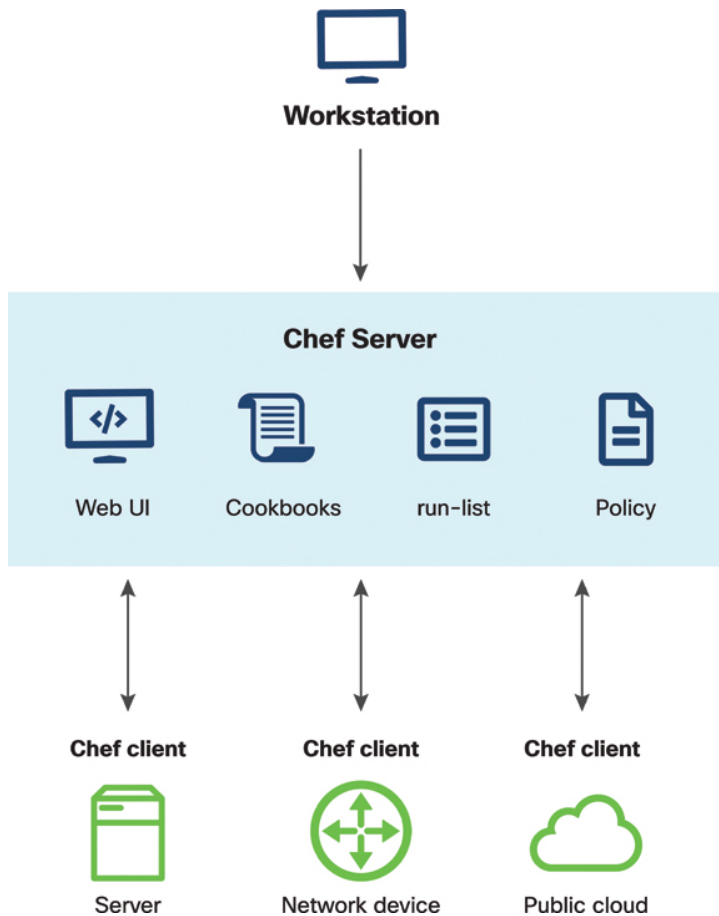 Workstation
Chef Server
</>
Web UI
Cookbooks
run-list
Policy
Chef client
Chef client
Chef client
Server
Network device
Public cloud